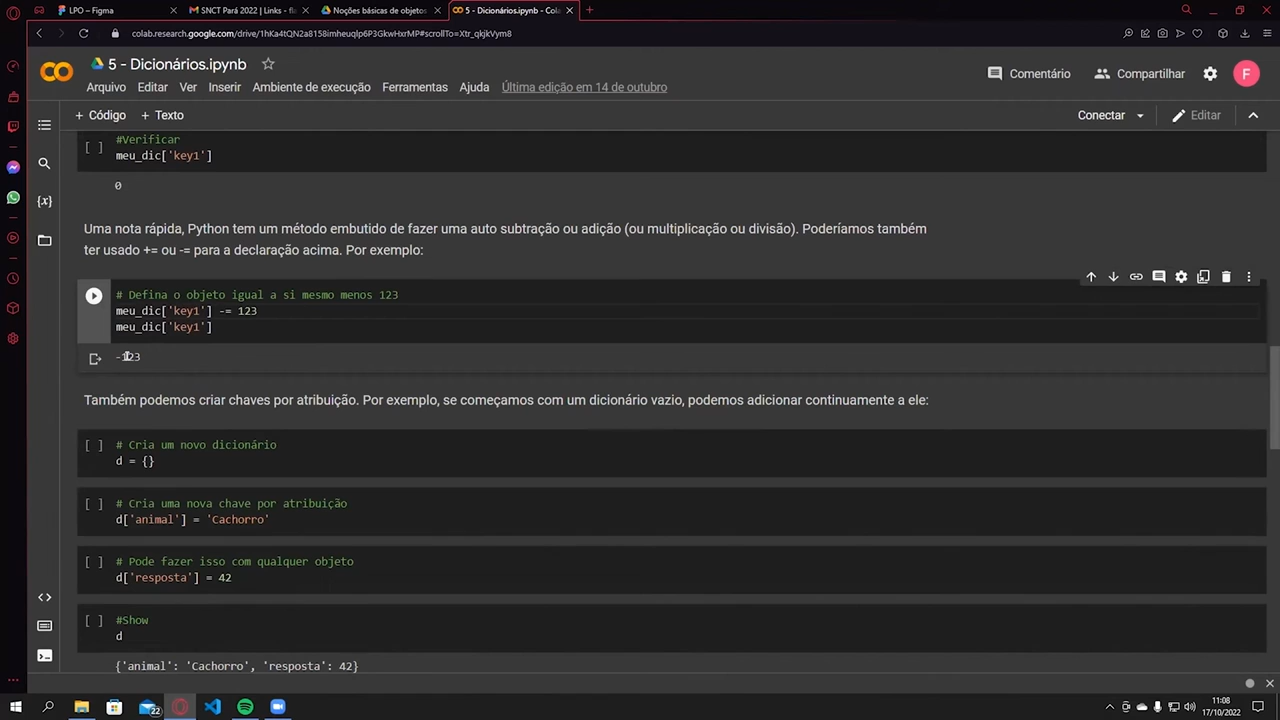 LPO – Figma
SNCT Pará 2022 | Links - fl
Noções básicas de objetos
5 - Dicionários.ipynb - Cola
colab.research.google.com/drive/1hKa4tQN2a8158imheuqlp6P3GkwHxrMP#scrollTo=Xtr_qkjkVym8
5 - Dicionários.ipynb
Comentário
Compartilhar
F
Arquivo Editar Ver Inserir Ambiente de execução Ferramentas Ajuda Última edição em 14 de outubro
+ Código + Texto
Conectar
Editar
#Verificar
[ ] meu_dic['key1']
0
{x}
Uma nota rápida, Python tem um método embutido de fazer uma auto subtração ou adição (ou multiplicação ou divisão). Poderíamos também
ter usado += ou -= para a declaração acima. Por exemplo:
# Defina o objeto igual a si mesmo menos 123
meu_dic['key1'] -= 123
meu_dic['key1']
-123
Também podemos criar chaves por atribuição. Por exemplo, se começamos com um dicionário vazio, podemos adicionar continuamente a ele:
[ ] # Cria um novo dicionário
d = {}
[ ] # Cria uma nova chave por atribuição
d['animal'] = 'Cachorro'
[ ] # Pode fazer isso com qualquer objeto
d['resposta'] = 42
[ ] #Show
d
{'animal': 'Cachorro', 'resposta': 42}
22
11:08
17/10/2022